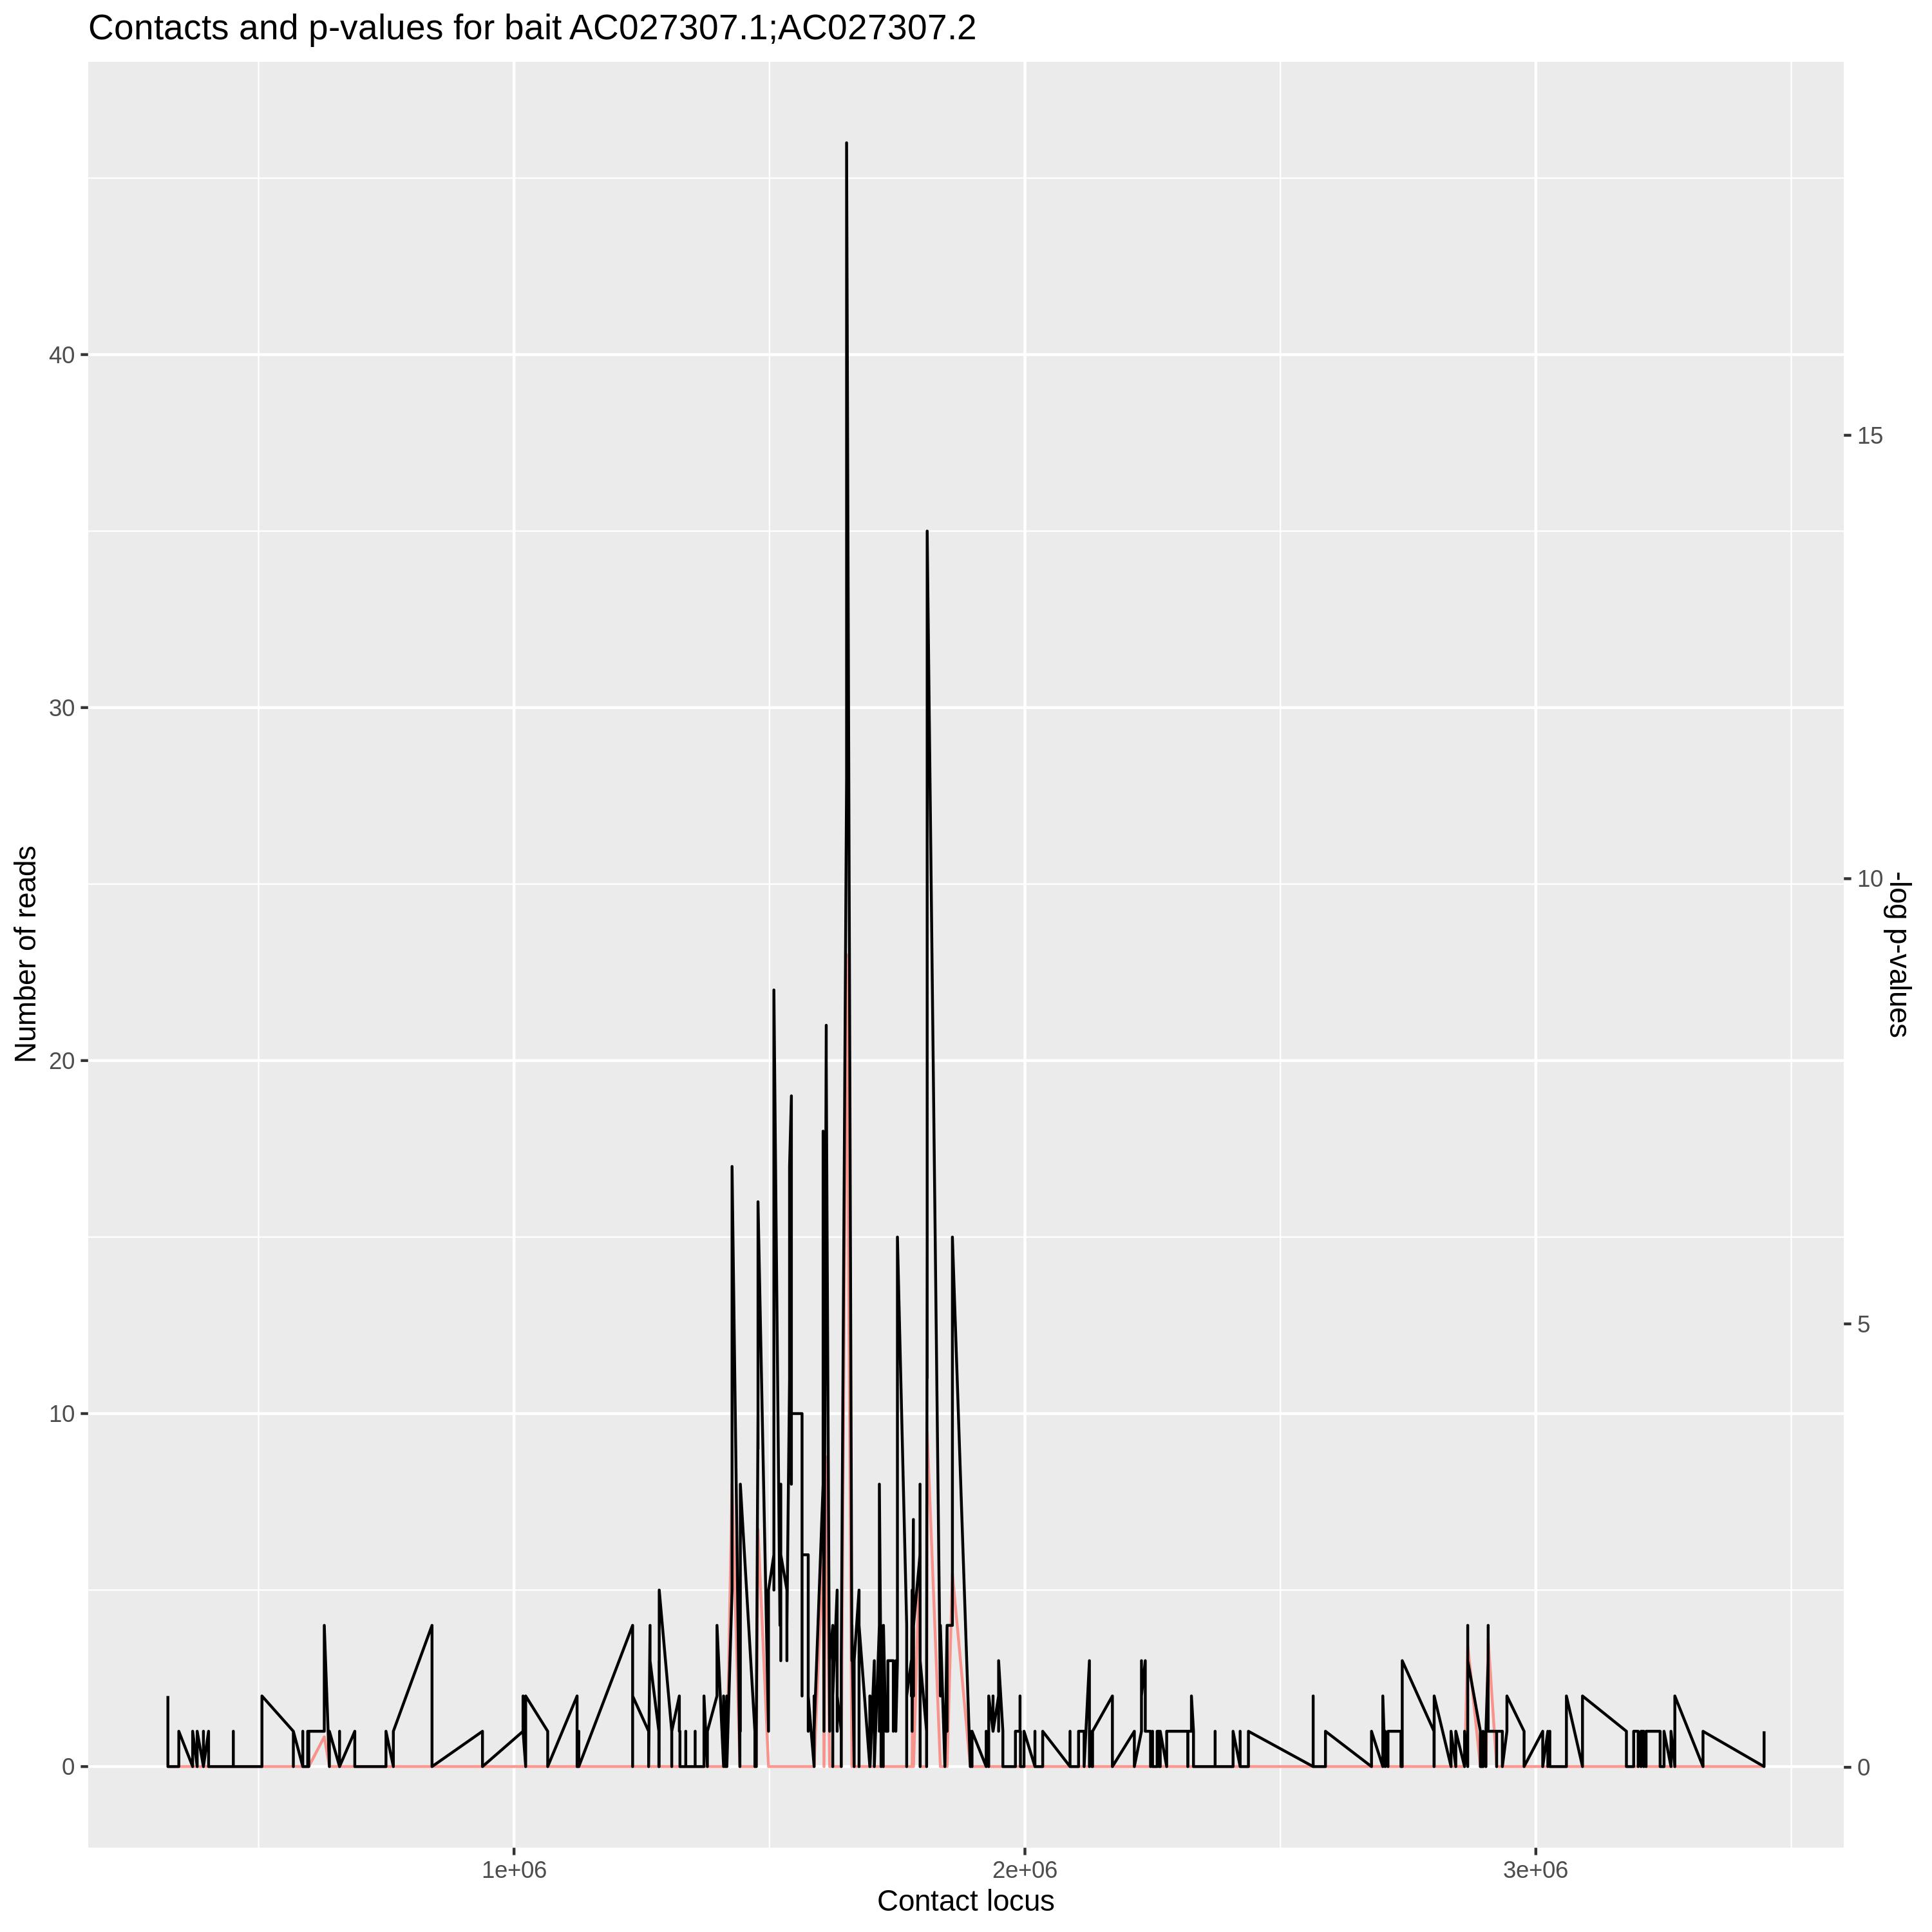 Contacts and p-values for bait AC027307.1;AC027307.2
Number of reads
40
30
20
10
0
15
10
5
0
-log p-values
1e+06
2e+06
3e+06
Contact locus